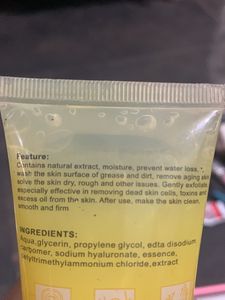 Feature:
Contains natural extract, moisture, prevent water loss,
wash the skin surface of grease and dirt, remove aging skin
solve the skin dry, rough and other issues. Gently exfoliate
especially effective in removing dead skin cells, toxins and
excess oil from the skin. After use, make the skin clean,
smooth and firm
INGREDIENTS:
Aqua,glycerin, propylene glycol, edta disodium
carbomer, sodium hyaluronate, essence,
cetyltrimethylammonium chloride,extract